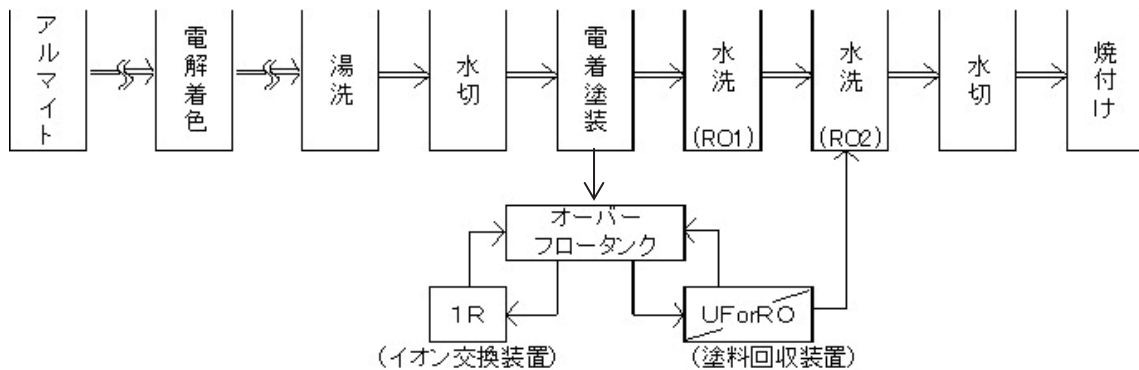 アルマイト
電解着色
湯洗
水切
電着塗装
水洗
(RO1)
水洗
(RO2)
水切
焼付け
オーバー
フロータンク
1R
(イオン交換装置)
UForRO
(塗料回収装置)